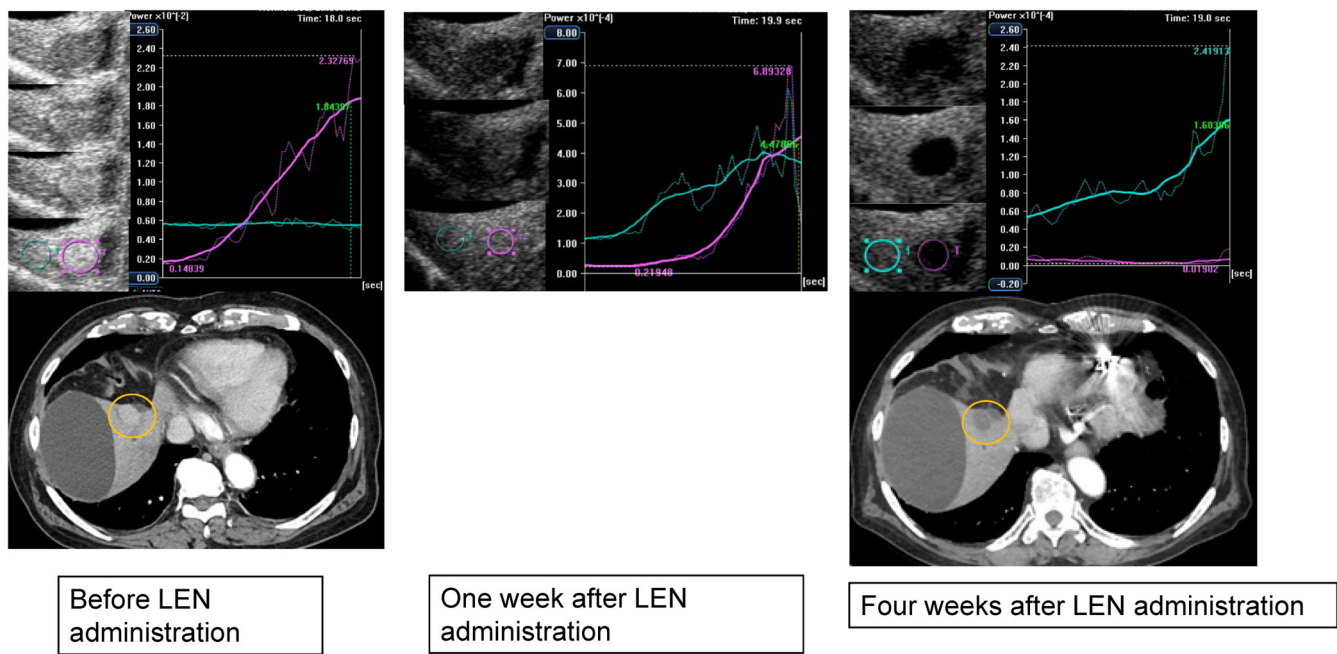 Power x10^[-2]
Time: 18.0 sec
2.60
2.40
2.20
2.00
1.80
1.60
1.40
1.20
1.00
0.80
0.60
0.40
0.20
0.00
2.32769
1.84397
0.14839
[sec]
T
Power x10^[-4]
Time: 19.9 sec
8.00
7.00
6.00
5.00
4.00
3.00
2.00
1.00
0.00
6.89328
0.21948
[sec]
T
Power x10^[-4]
Time: 19.0 sec
2.60
2.40
2.20
2.00
1.80
1.60
1.40
1.20
1.00
0.80
0.60
0.40
0.20
0.00
-0.20
2.41913
1.60396
0.01902
[sec]
T
Before LEN
administration
One week after LEN
administration
Four weeks after LEN administration